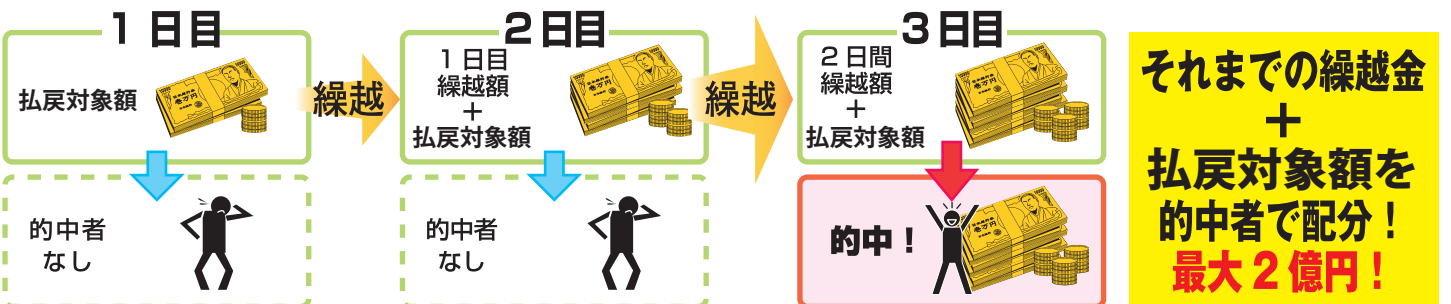 1日目
払戻対象額
繰越
的中者
なし
2日目
1日目
繰越額
+
払戻対象額
繰越
的中者
なし
3日目
2日間
繰越額
+
払戻対象額
的中！
それまでの繰越金
+
払戻対象額を
的中者で配分！
最大2億円！